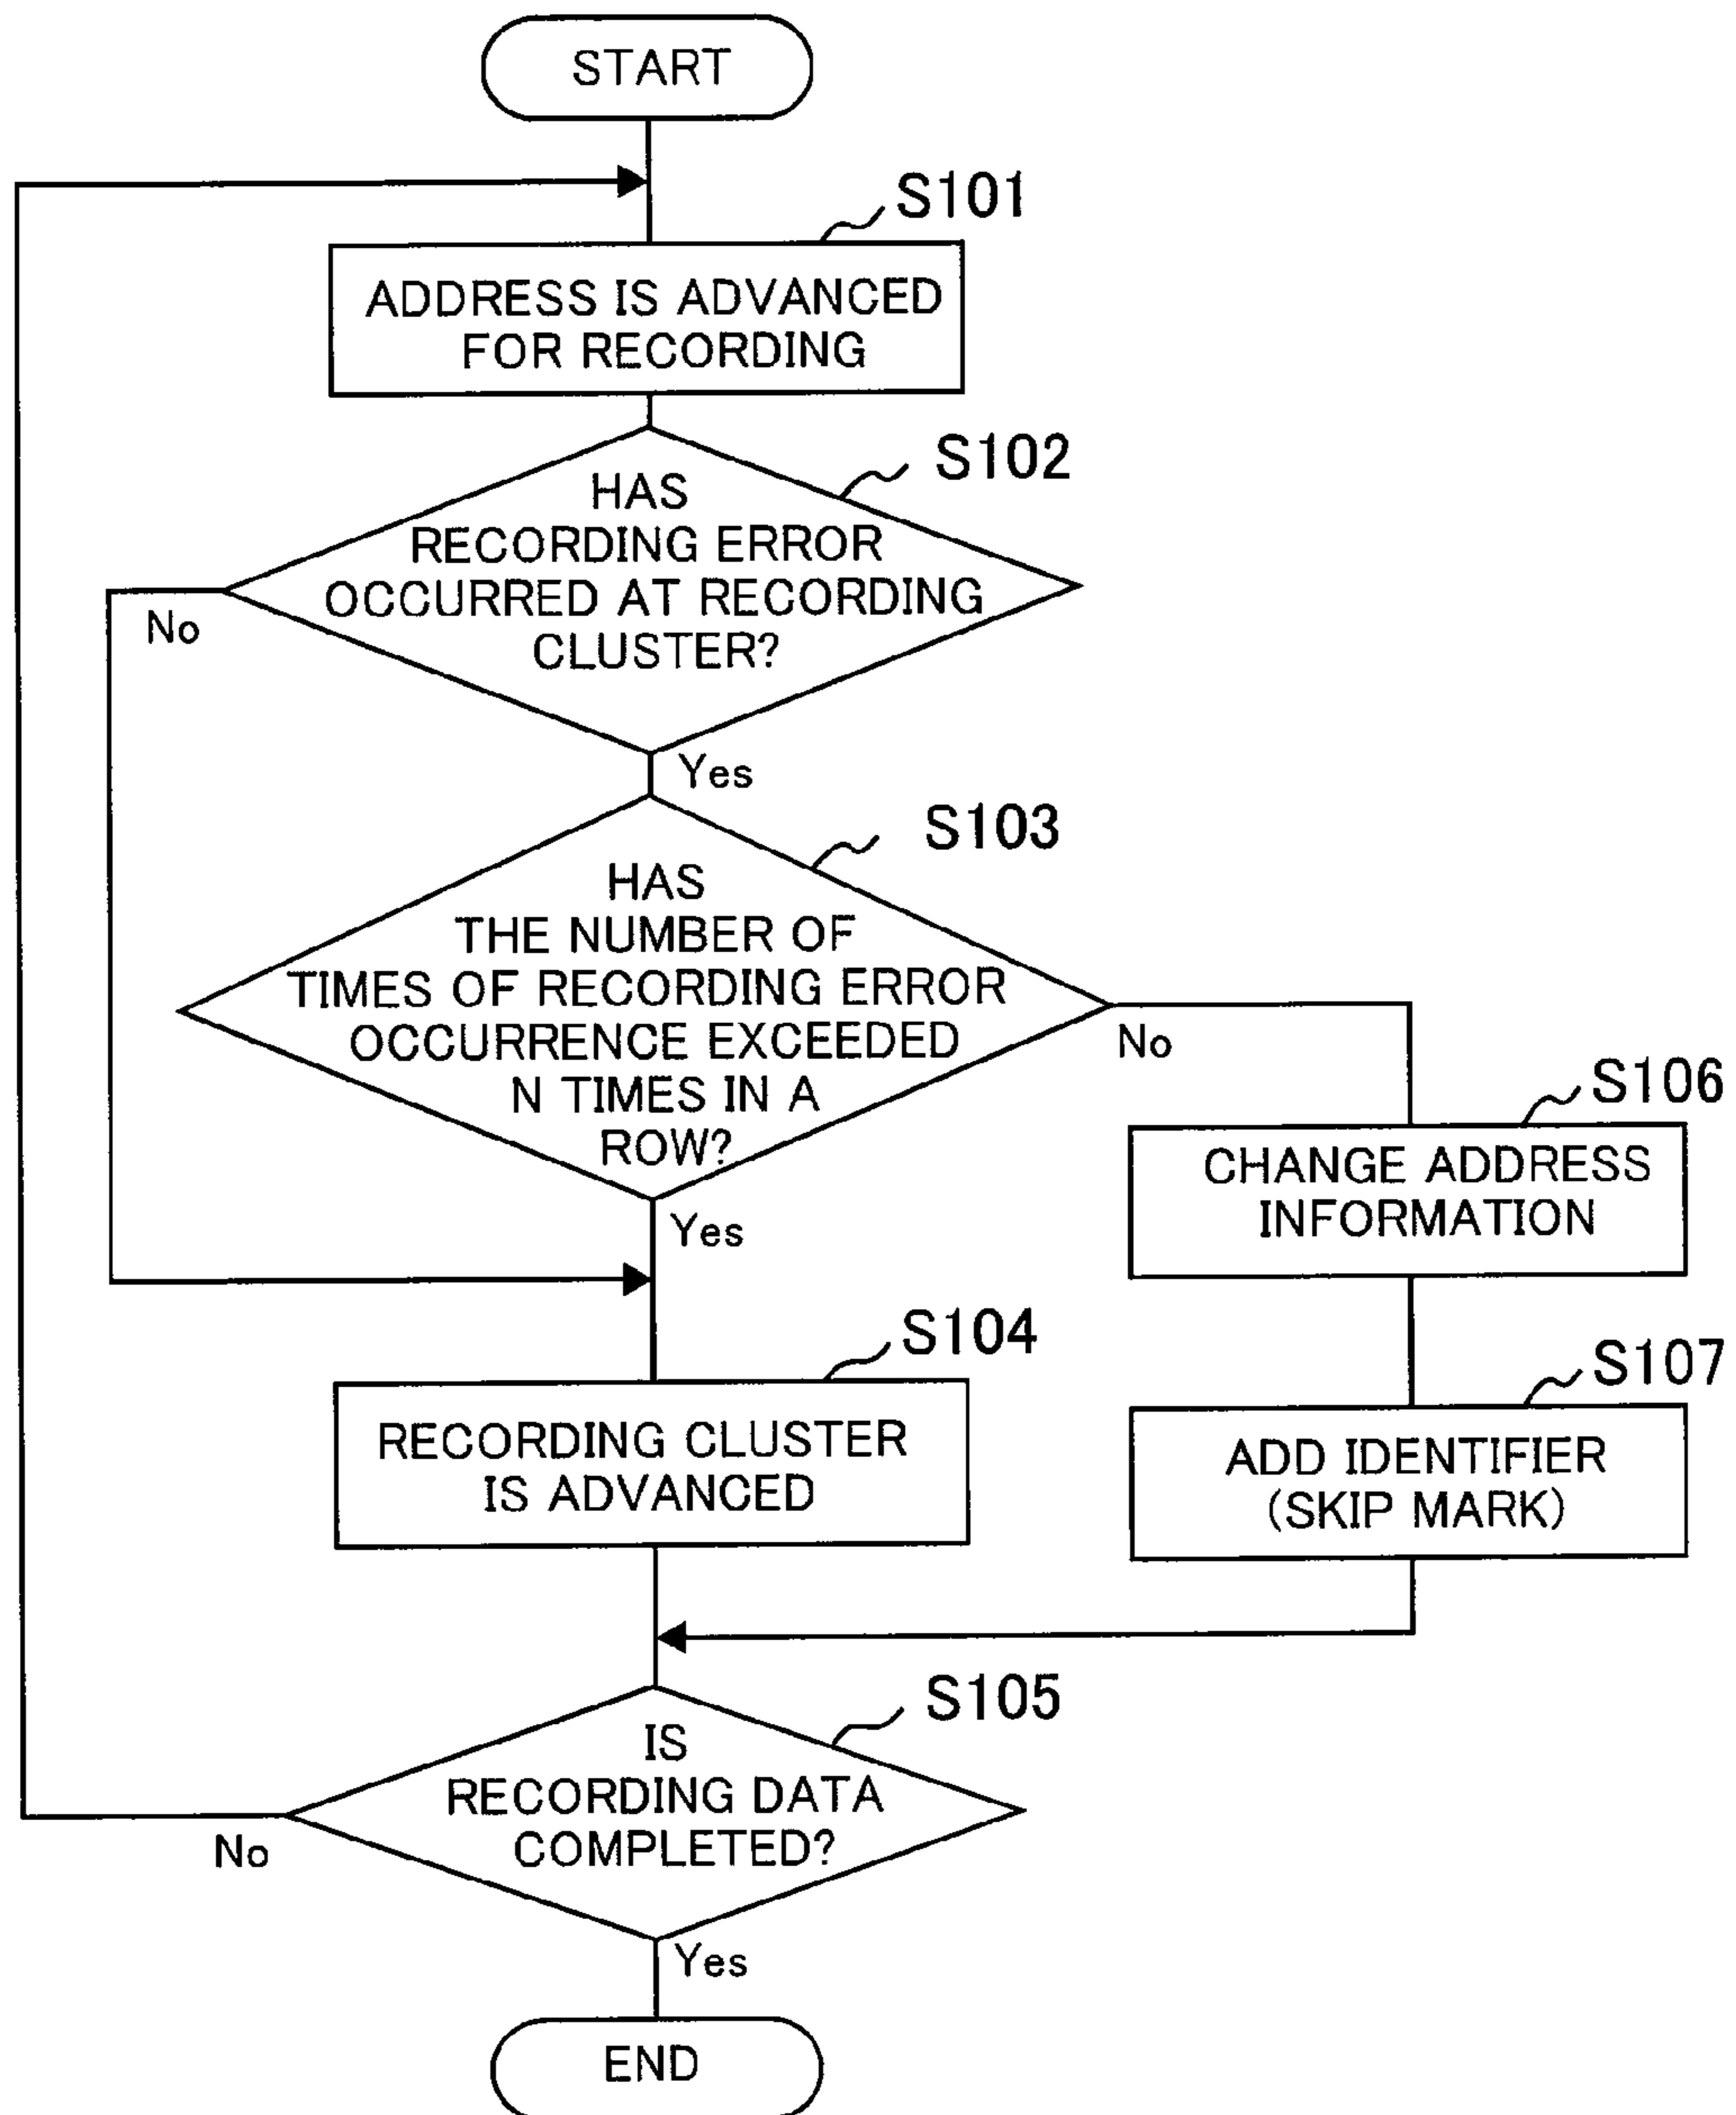 START
S101
ADDRESS IS ADVANCED
FOR RECORDING
S102
HAS
RECORDING ERROR
OCCURRED AT RECORDING
CLUSTER?
No
Yes
S103
HAS
THE NUMBER OF
TIMES OF RECORDING ERROR
OCCURRENCE EXCEEDED
N TIMES IN A
ROW?
No
Yes
S106
CHANGE ADDRESS
INFORMATION
S104
RECORDING CLUSTER
IS ADVANCED
S107
ADD IDENTIFIER
(SKIP MARK)
S105
IS
RECORDING DATA
COMPLETED?
No
Yes
END